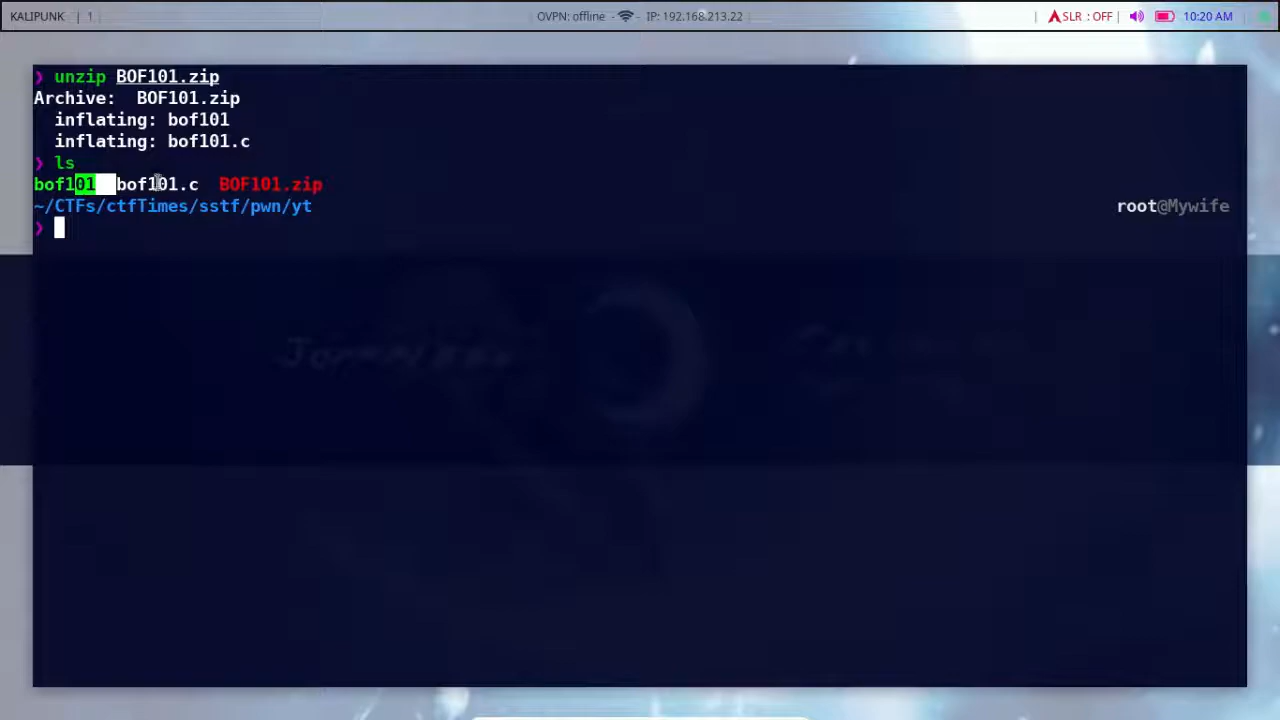 KALIPUNK | 1 OVPN: offline - IP: 192.168.213.22 | SLR : OFF | 10:20 AM
❯ unzip BOF101.zip
Archive: BOF101.zip
inflating: bof101
inflating: bof101.c
❯ ls
bof101 bof101.c BOF101.zip
~/CTFs/ctfTimes/sstf/pwn/yt root@Mywife
❯